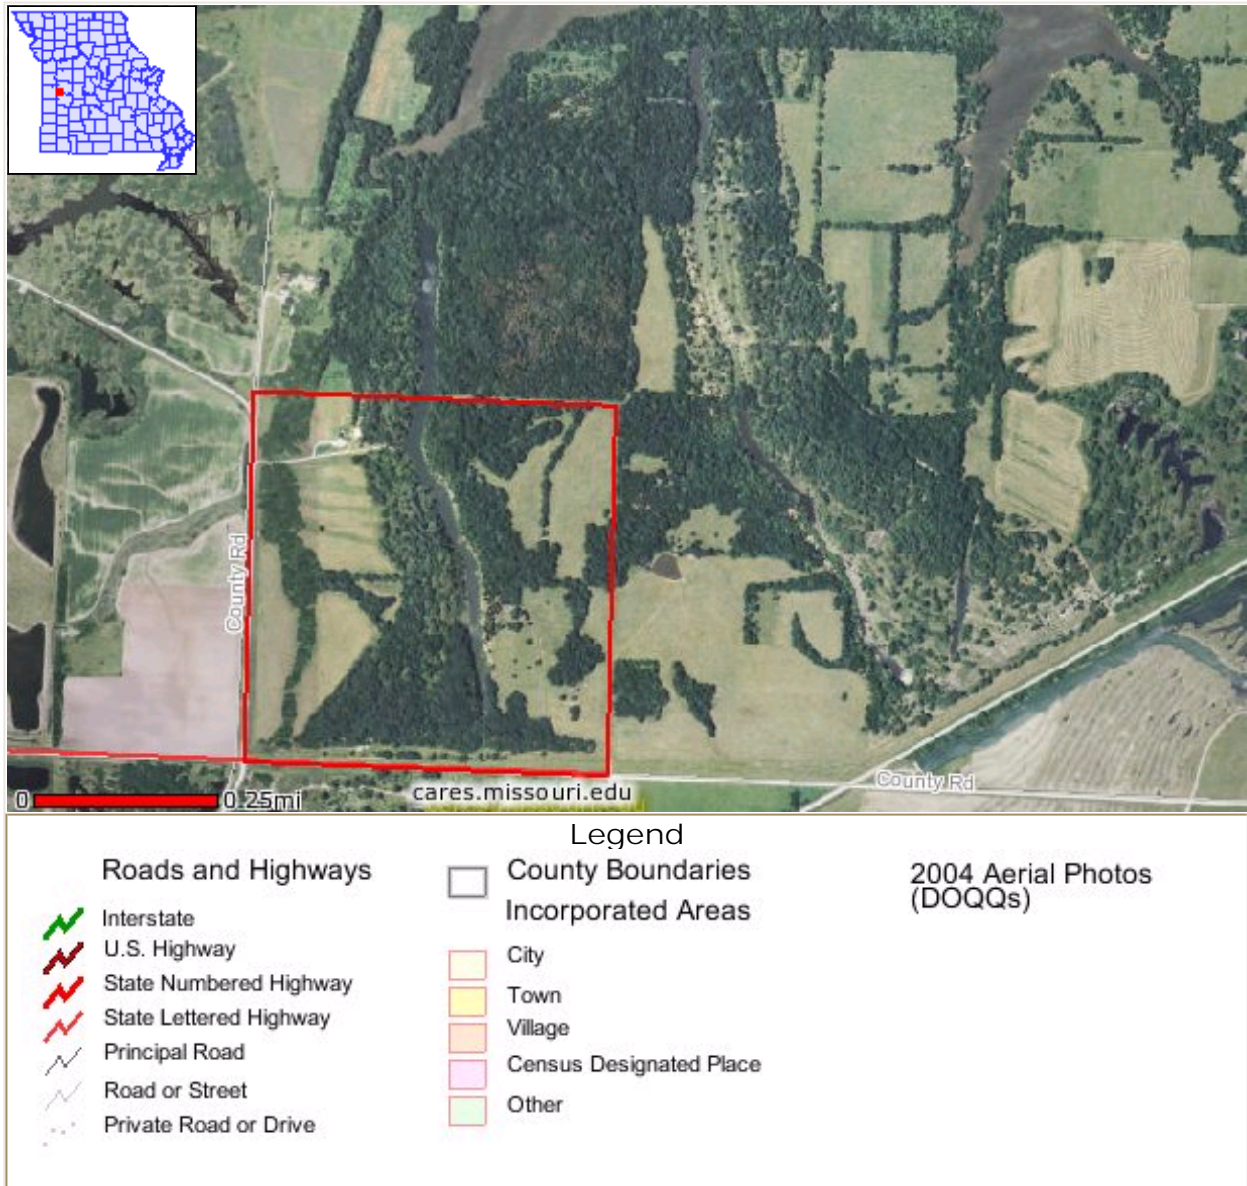 County Rd
County Rd
0 0.25mi
cares.missouri.edu
Legend
Roads and Highways
Interstate
U.S. Highway
State Numbered Highway
State Lettered Highway
Principal Road
Road or Street
Private Road or Drive
County Boundaries
Incorporated Areas
City
Town
Village
Census Designated Place
Other
2004 Aerial Photos
(DOQQs)